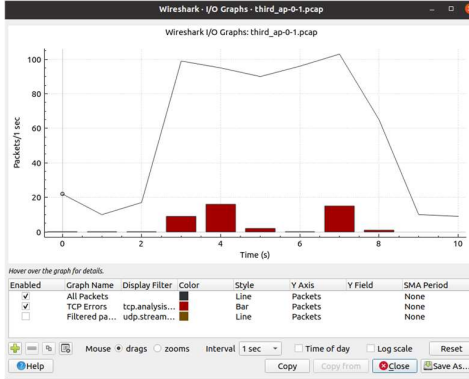 Wireshark · I/O Graphs · third_ap-0-1.pcap
Wireshark I/O Graphs: third_ap-0-1.pcap
100
80
60
40
20
0
Packets/1 sec
0 2 4 6 8 10
Time (s)
Hover over the graph for details.
Enabled Graph Name Display Filter Color Style Y Axis Y Field SMA Period
All Packets Line Packets None
TCP Errors tcp.analysis... Bar Packets None
Filtered pa... udp.stream... Line Packets None
Mouse drags zooms Interval 1 sec Time of day Log scale Reset
Help Copy Copy from Close Save As...